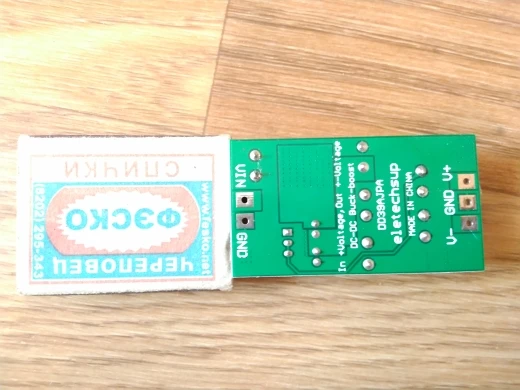 ЧЕРЕПОВЕЦ
ФЭСКО
СПИЧКИ
(8202) 295-343
www.fesko.net
VIN
GND
In +Voltage,Out +-Voltage
DC-DC Buck-boost
DD39AJPA
eletechsup
MADE IN CHINA
V+
GND
V-